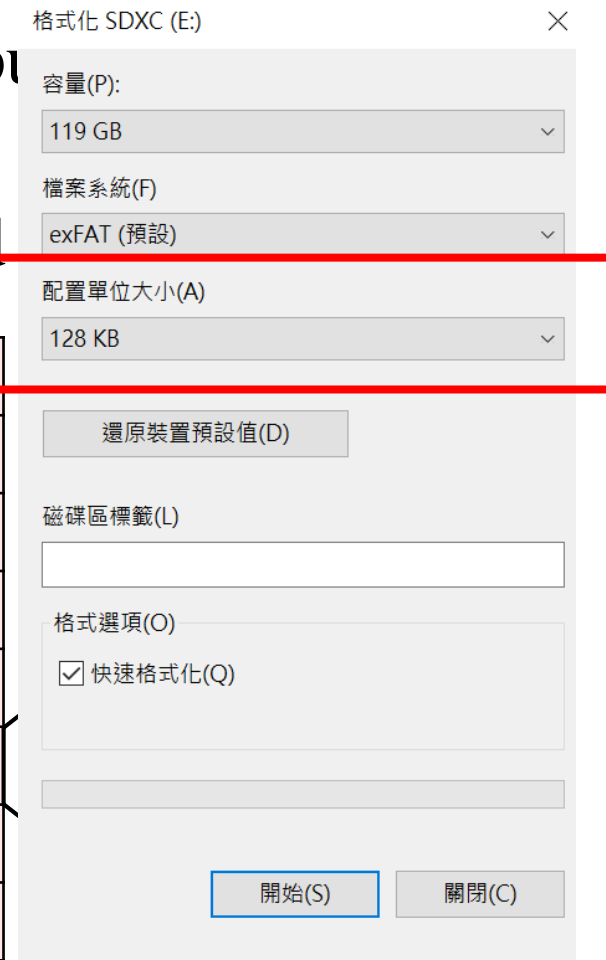 格式化 SDXC (E:)
容量(P):
119 GB
檔案系統(F)
exFAT (預設)
配置單位大小(A)
128 KB
還原裝置預設值(D)
磁碟區標籤(L)
格式選項(O)
快速格式化(Q)
開始(S)
關閉(C)